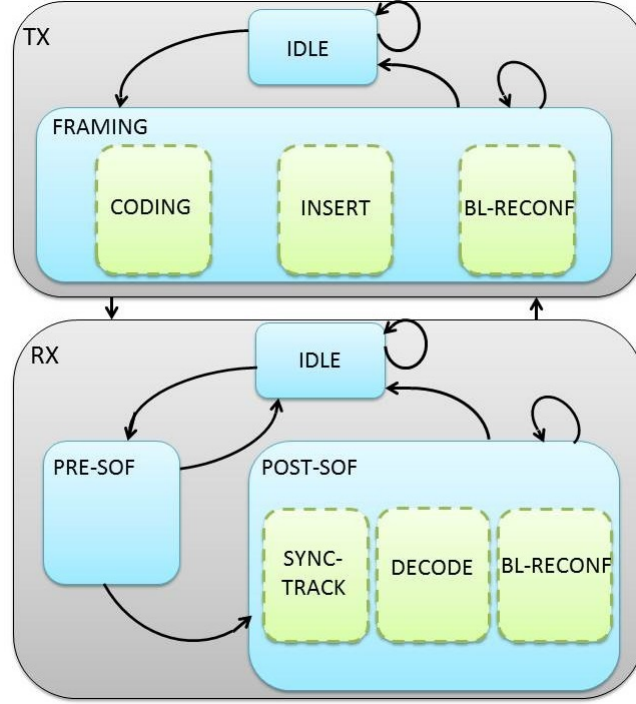 TX
IDLE
FRAMING
CODING
INSERT
BL-RECONF
RX
IDLE
PRE-SOF
POST-SOF
SYNC-
TRACK
DECODE
BL-RECONF